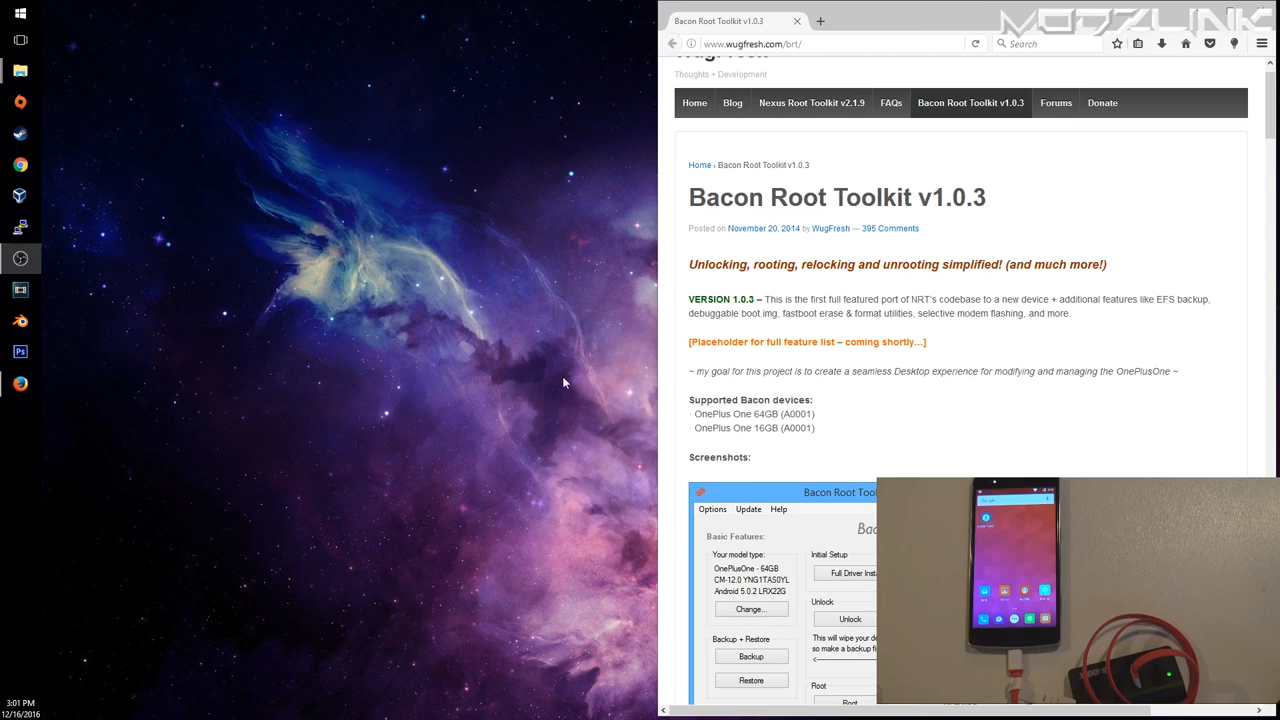 Bacon Root Toolkit v1.0.3
MODZLINK
www.wugfresh.com/brt/
Search
WugFresh
Thoughts + Development
Home Blog Nexus Root Toolkit v2.1.9 FAQs Bacon Root Toolkit v1.0.3 Forums Donate
Home › Bacon Root Toolkit v1.0.3
Bacon Root Toolkit v1.0.3
Posted on November 20, 2014 by WugFresh — 395 Comments
Unlocking, rooting, relocking and unrooting simplified! (and much more!)
VERSION 1.0.3 – This is the first full featured port of NRT's codebase to a new device + additional features like EFS backup,
debuggable boot.img, fastboot erase & format utilities, selective modem flashing, and more.
[Placeholder for full feature list – coming shortly...]
~ my goal for this project is to create a seamless Desktop experience for modifying and managing the OnePlusOne ~
Supported Bacon devices:
· OnePlus One 64GB (A0001)
· OnePlus One 16GB (A0001)
Screenshots:
Bacon Root Tool
Options Update Help
Bac
Basic Features:
Your model type:
OnePlusOne - 64GB
CM-12.0 YNG1TAS0YL
Android 5.0.2 LRX22G
Change...
Backup + Restore
Backup
Restore
Initial Setup
Full Driver Insta
Unlock
Unlock
This will wipe your de
so make a backup fi
<----------------
Root
Root
3:01 PM
12/16/2016